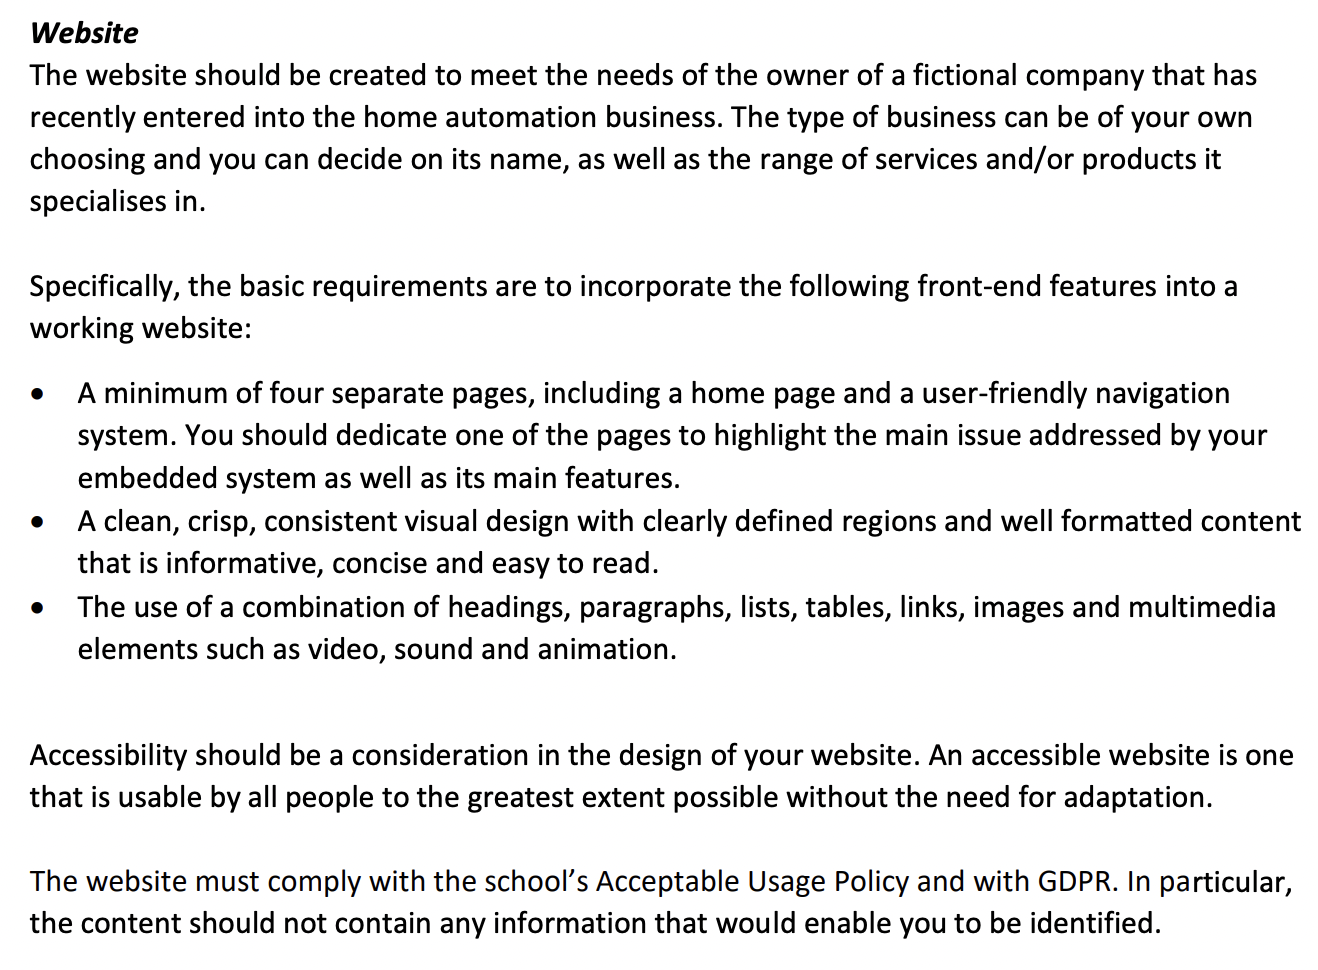 Website
The website should be created to meet the needs of the owner of a fictional company that has
recently entered into the home automation business. The type of business can be of your own
choosing and you can decide on its name, as well as the range of services and/or products it
specialises in.
Specifically, the basic requirements are to incorporate the following front-end features into a
working website:
• A minimum of four separate pages, including a home page and a user-friendly navigation
system. You should dedicate one of the pages to highlight the main issue addressed by your
embedded system as well as its main features.
• A clean, crisp, consistent visual design with clearly defined regions and well formatted content
that is informative, concise and easy to read.
• The use of a combination of headings, paragraphs, lists, tables, links, images and multimedia
elements such as video, sound and animation.
Accessibility should be a consideration in the design of your website. An accessible website is one
that is usable by all people to the greatest extent possible without the need for adaptation.
The website must comply with the school’s Acceptable Usage Policy and with GDPR. In particular,
the content should not contain any information that would enable you to be identified.